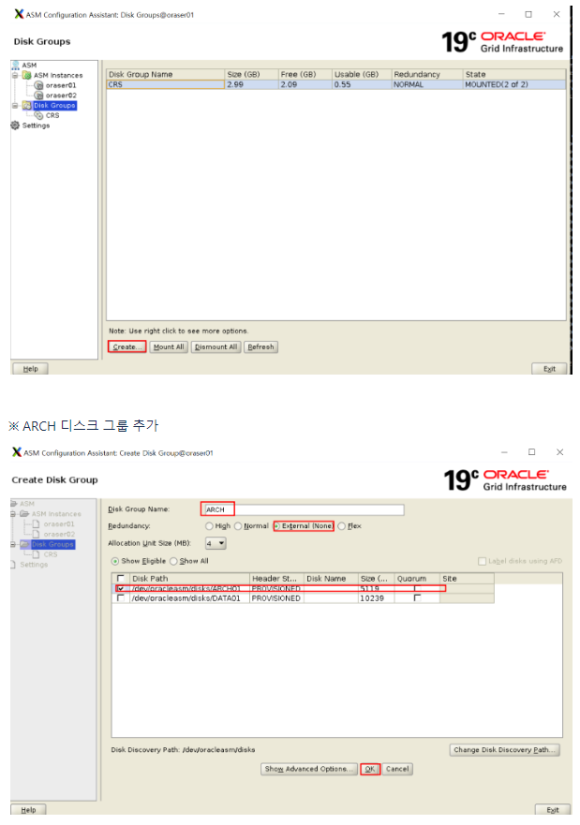 ASM Configuration Assistant: Disk Groups@oraser01
Disk Groups
19c ORACLE
Grid Infrastructure
ASM
ASM Instances
oraser01
oraser02
Disk Groups
CRS
Settings
Disk Group Name Size (GB) Free (GB) Usable (GB) Redundancy State
CRS 2.99 2.09 0.55 NORMAL MOUNTED(2 of 2)
Note: Use right click to see more options.
Create... Mount All Dismount All Refresh
Help Exit
※ ARCH 디스크 그룹 추가
ASM Configuration Assistant: Create Disk Group@oraser01
Create Disk Group
19c ORACLE
Grid Infrastructure
ASM
ASM Instances
oraser01
oraser02
Disk Groups
CRS
Settings
Disk Group Name: ARCH
Redundancy: High Normal External (None) Flex
Allocation Unit Size (MB): 4
Show Eligible Show All Label disks using AFD
Disk Path Header St... Disk Name Size (... Quorum Site
/dev/oracleasm/disks/ARCH01 PROVISIONED 5119
/dev/oracleasm/disks/DATA01 PROVISIONED 10239
Disk Discovery Path: /dev/oracleasm/disks
Change Disk Discovery Path...
Show Advanced Options... OK Cancel
Help Exit